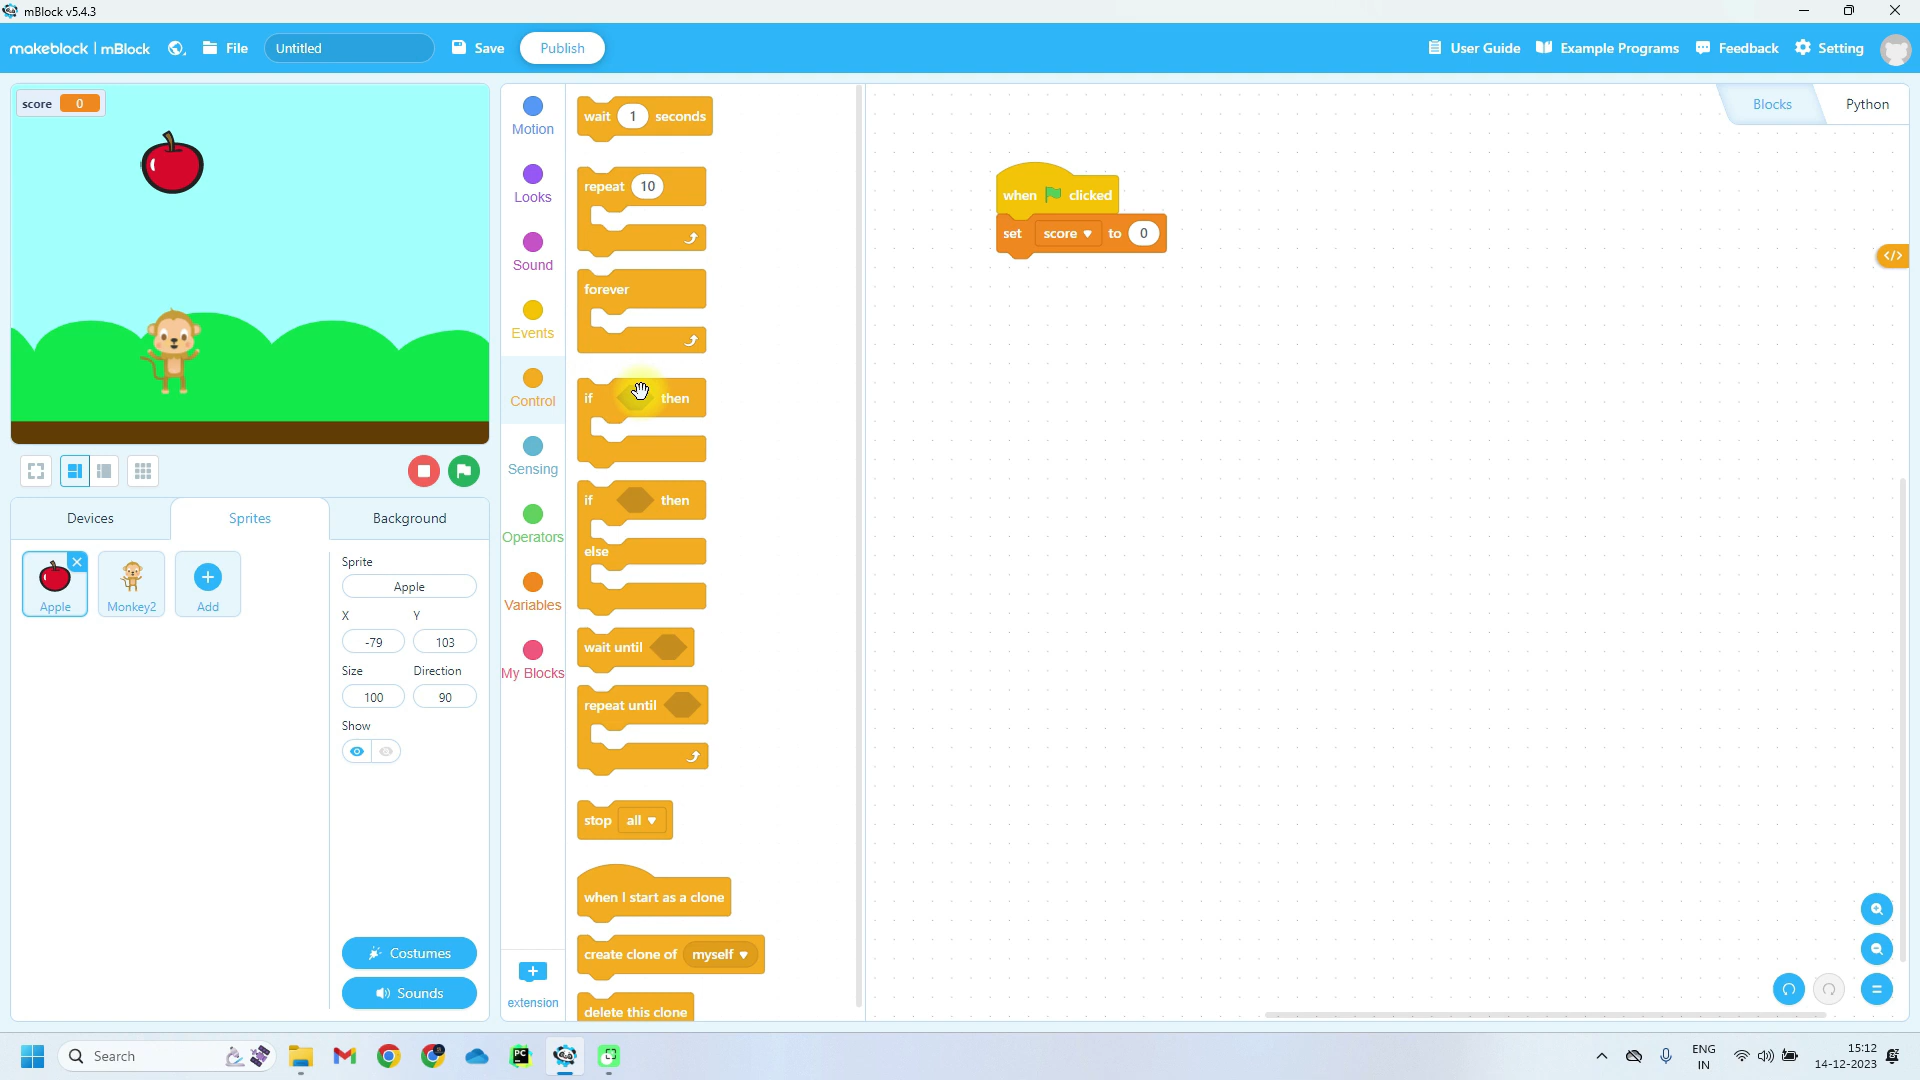 mBlock v5.4.3
makeblock | mBlock
File
Untitled
Save
Publish
User Guide
Example Programs
Feedback
Setting
score 0
Motion
Looks
Sound
Events
Control
Sensing
Operators
Variables
My Blocks
extension
wait 1 seconds
repeat 10
forever
if then
if then
else
wait until
repeat until
stop all
when I start as a clone
create clone of myself
delete this clone
when clicked
set score to 0
Blocks
Python
</>
Devices
Sprites
Background
Apple
Monkey2
Add
Sprite
Apple
X Y
-79 103
Size Direction
100 90
Show
Costumes
Sounds
Search
PC
ENG
IN
15:12
14-12-2023